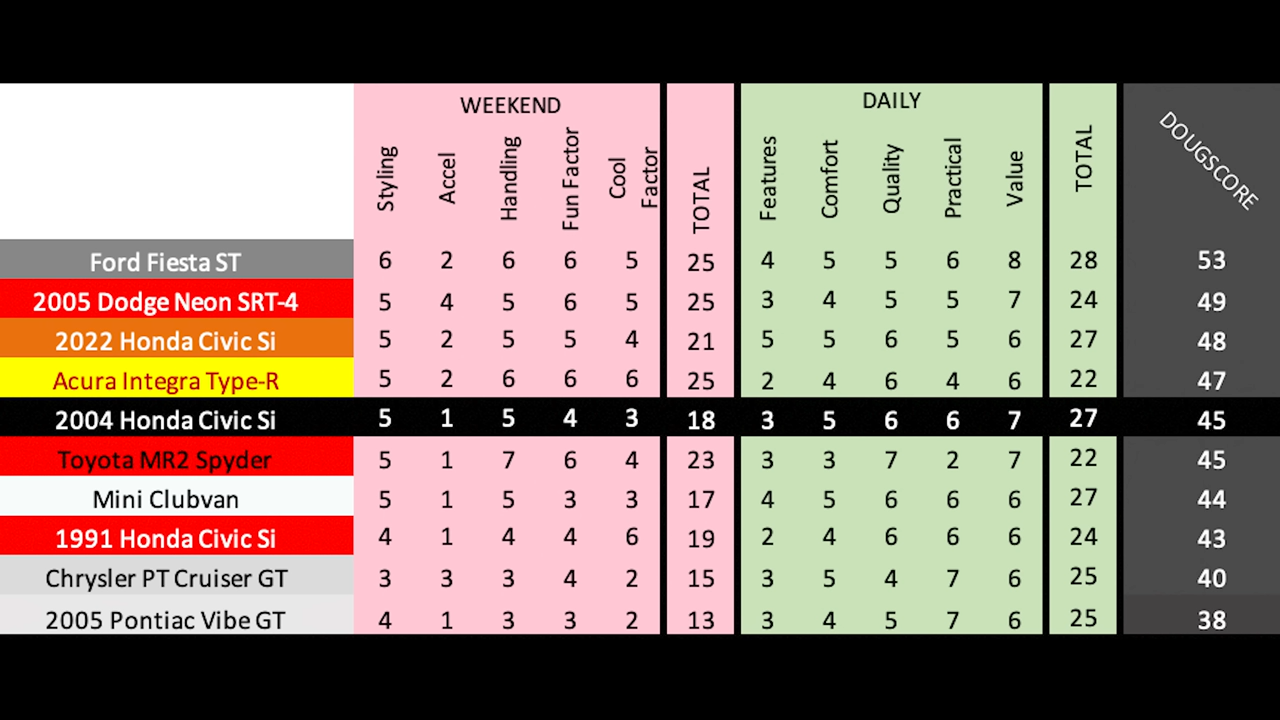 WEEKEND DAILY
Styling Accel Handling Fun Factor Cool Factor TOTAL Features Comfort Quality Practical Value TOTAL DOUGSCORE
Ford Fiesta ST 6 2 6 6 5 25 4 5 5 6 8 28 53
2005 Dodge Neon SRT-4 5 4 5 6 5 25 3 4 5 5 7 24 49
2022 Honda Civic Si 5 2 5 5 4 21 5 5 6 5 6 27 48
Acura Integra Type-R 5 2 6 6 6 25 2 4 6 4 6 22 47
2004 Honda Civic Si 5 1 5 4 3 18 3 5 6 6 7 27 45
Toyota MR2 Spyder 5 1 7 6 4 23 3 3 7 2 7 22 45
Mini Clubvan 5 1 5 3 3 17 4 5 6 6 6 27 44
1991 Honda Civic Si 4 1 4 4 6 19 2 4 6 6 6 24 43
Chrysler PT Cruiser GT 3 3 3 4 2 15 3 5 4 7 6 25 40
2005 Pontiac Vibe GT 4 1 3 3 2 13 3 4 5 7 6 25 38